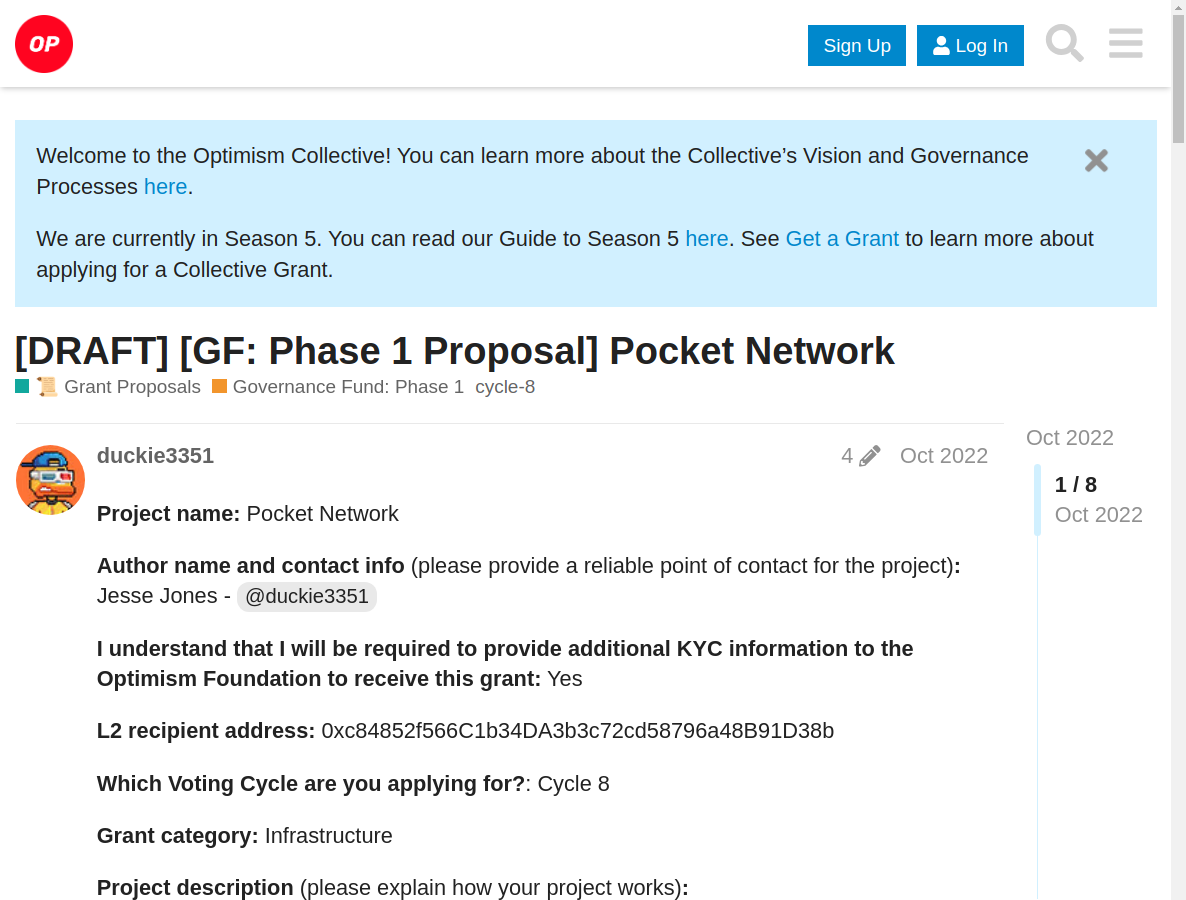 OP
Sign Up
Log In
Welcome to the Optimism Collective! You can learn more about the Collective’s Vision and Governance
Processes here.
We are currently in Season 5. You can read our Guide to Season 5 here. See Get a Grant to learn more about
applying for a Collective Grant.
[DRAFT] [GF: Phase 1 Proposal] Pocket Network
Grant Proposals Governance Fund: Phase 1 cycle-8
duckie3351 4 Oct 2022
Oct 2022
1 / 8
Oct 2022
Project name: Pocket Network
Author name and contact info (please provide a reliable point of contact for the project):
Jesse Jones - @duckie3351
I understand that I will be required to provide additional KYC information to the
Optimism Foundation to receive this grant: Yes
L2 recipient address: 0xc84852f566C1b34DA3b3c72cd58796a48B91D38b
Which Voting Cycle are you applying for?: Cycle 8
Grant category: Infrastructure
Project description (please explain how your project works):